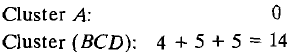 Cluster A: 0
Cluster (BCD): 4 + 5 + 5 = 14